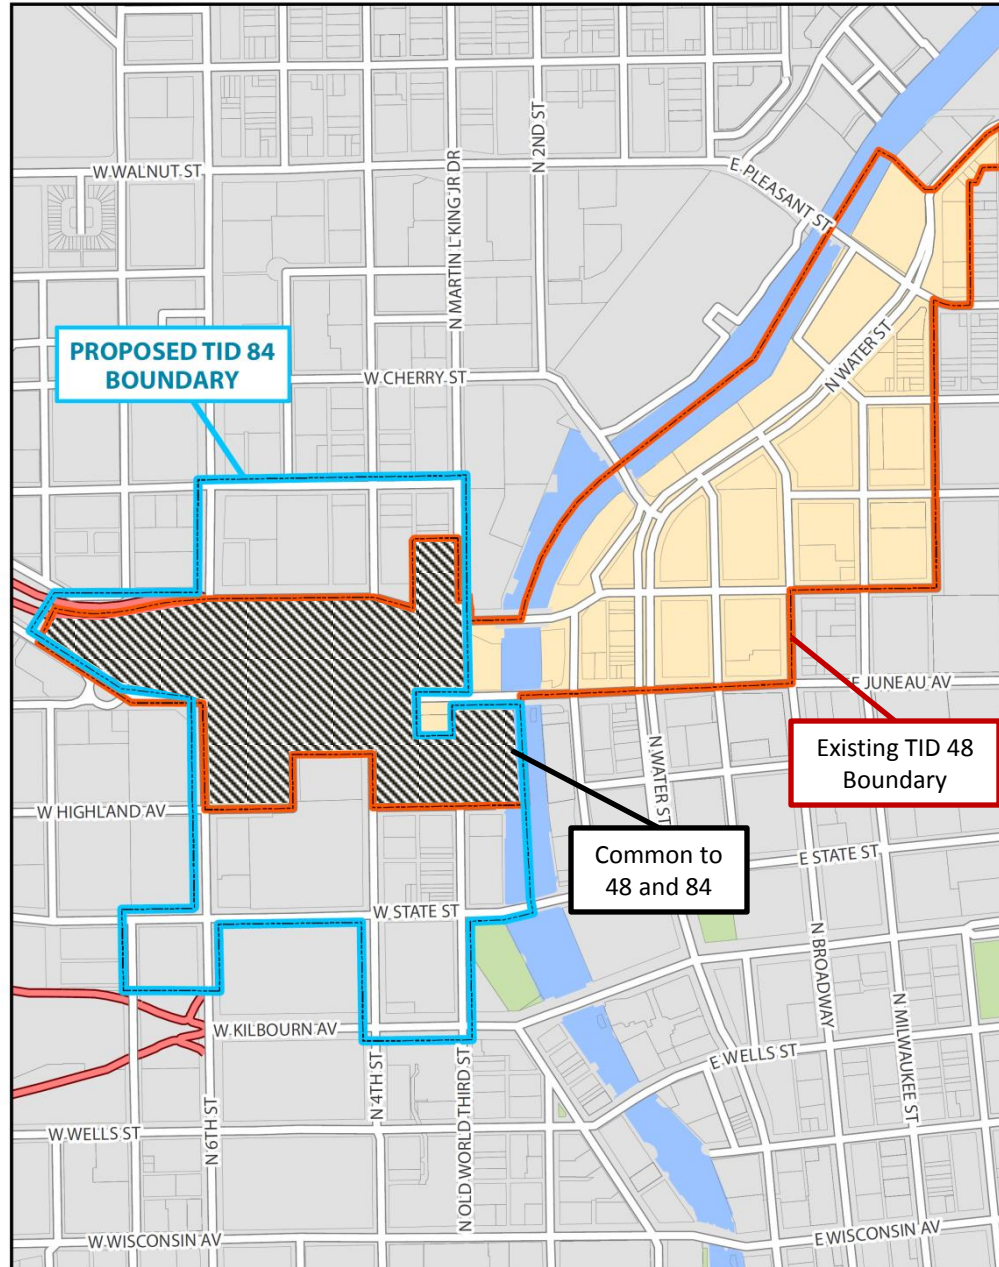 N 2ND ST
N MARTIN L KING JR DR
W WALNUT ST
E PLEASANT ST
PROPOSED TID 84
BOUNDARY
N WATER ST
W CHERRY ST
E JUNEAU AV
Existing TID 48
Boundary
N WATER ST
W HIGHLAND AV
Common to
48 and 84
E STATE ST
W STATE ST
N BROADWAY
N MILWAUKEE ST
W KILBOURN AV
E WELLS ST
N 4TH ST
N 6TH ST
N OLD WORLD THIRD ST
W WELLS ST
W WISCONSIN AV
E WISCONSIN AV